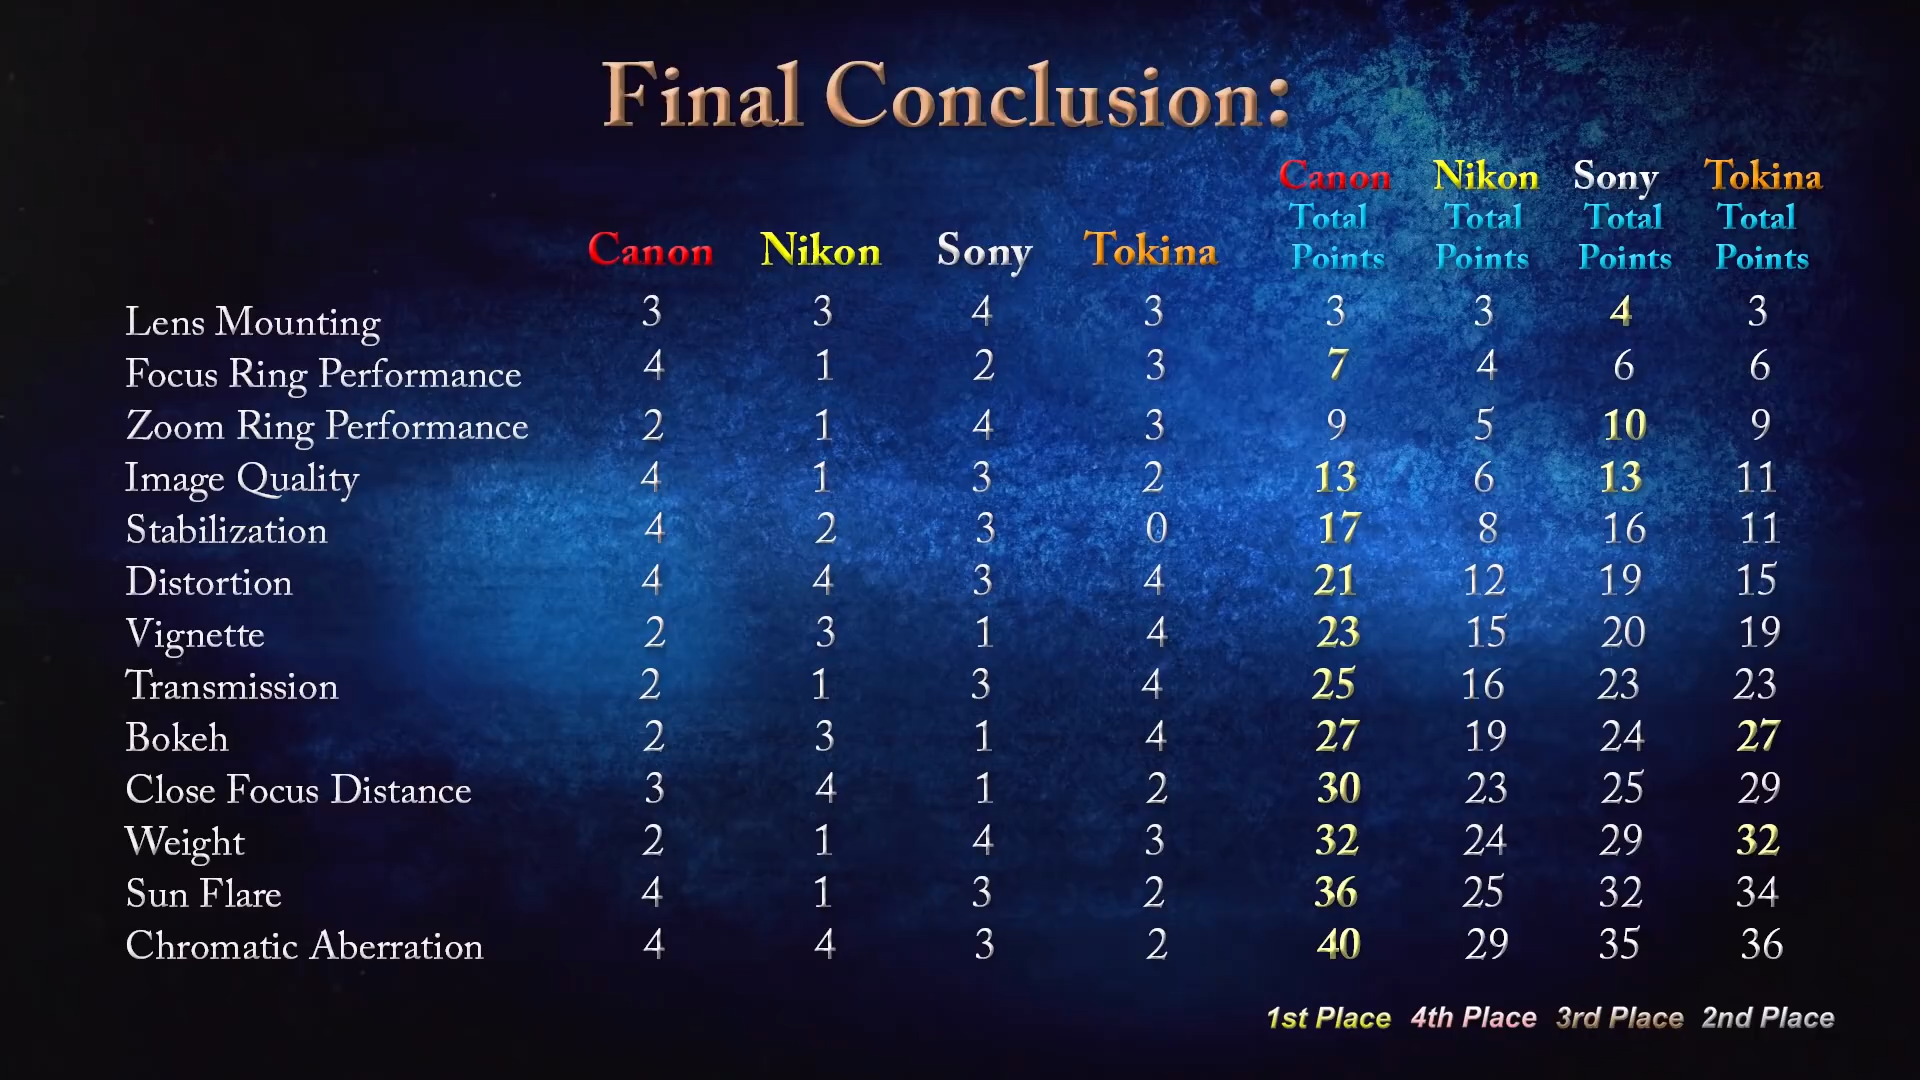 Final Conclusion:
Canon Nikon Sony Tokina
Total Total Total Total
Canon Nikon Sony Tokina Points Points Points Points
Lens Mounting 3 3 4 3 3 3 4 3
Focus Ring Performance 4 1 2 3 7 4 6 6
Zoom Ring Performance 2 1 4 3 9 5 10 9
Image Quality 4 1 3 2 13 6 13 11
Stabilization 4 2 3 0 17 8 16 11
Distortion 4 4 3 4 21 12 19 15
Vignette 2 3 1 4 23 15 20 19
Transmission 2 1 3 4 25 16 23 23
Bokeh 2 3 1 4 27 19 24 27
Close Focus Distance 3 4 1 2 30 23 25 29
Weight 2 1 4 3 32 24 29 32
Sun Flare 4 1 3 2 36 25 32 34
Chromatic Aberration 4 4 3 2 40 29 35 36
1st Place 4th Place 3rd Place 2nd Place